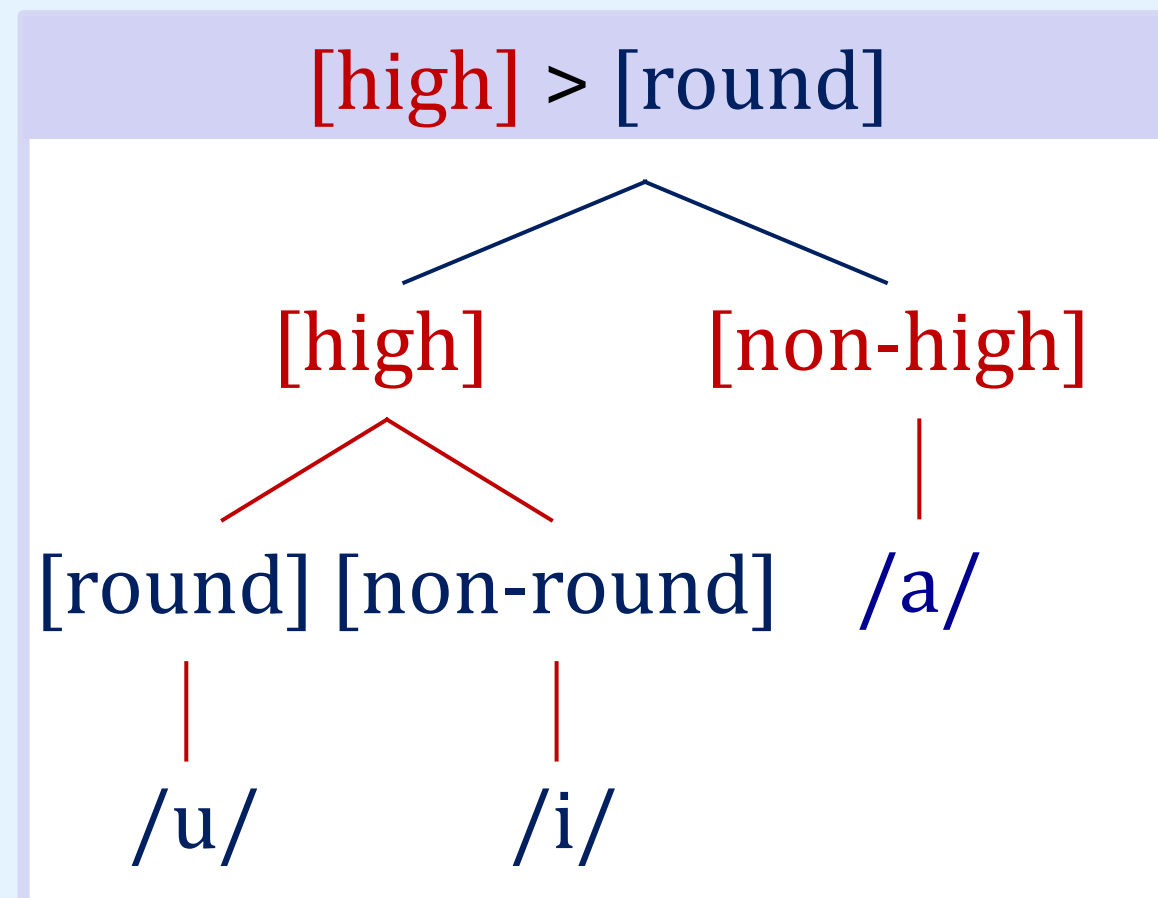 [high] > [round]
[high] [non-high]
[round] [non-round] /a/
/u/ /i/